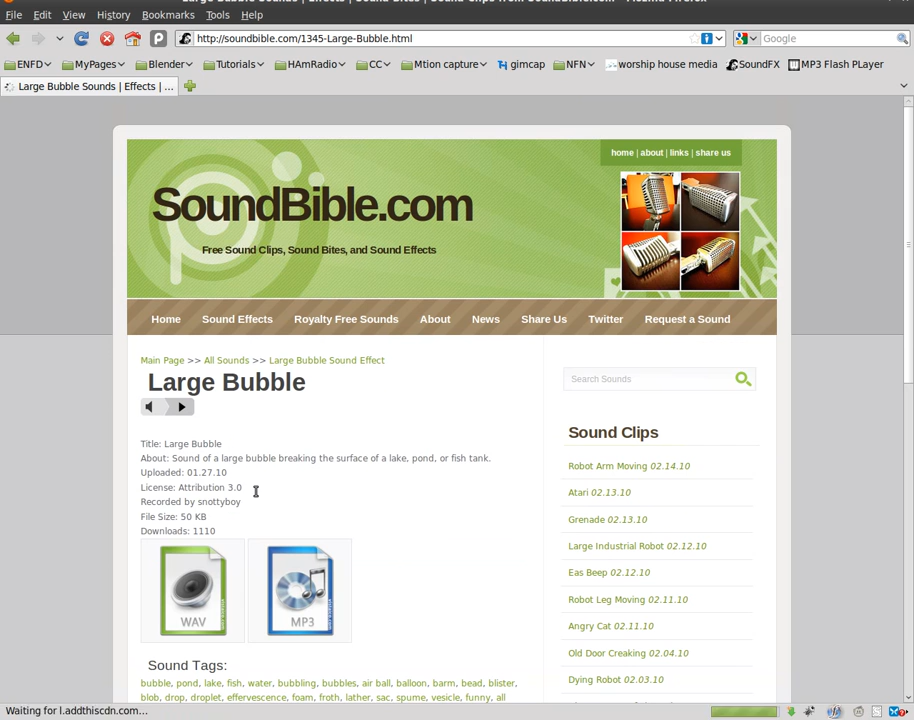 File Edit View History Bookmarks Tools Help
http://soundbible.com/1345-Large-Bubble.html
Google
ENFD MyPages Blender Tutorials HAmRadio CC Mtion capture gimcap NFN worship house media SoundFX MP3 Flash PLayer
Large Bubble Sounds | Effects | ...
home | about | links | share us
SoundBible.com
Free Sound Clips, Sound Bites, and Sound Effects
Home Sound Effects Royalty Free Sounds About News Share Us Twitter Request a Sound
Main Page >> All Sounds >> Large Bubble Sound Effect
Large Bubble
Title: Large Bubble
About: Sound of a large bubble breaking the surface of a lake, pond, or fish tank.
Uploaded: 01.27.10
License: Attribution 3.0
Recorded by snottyboy
File Size: 50 KB
Downloads: 1110
WAV MP3
Sound Tags:
bubble, pond, lake, fish, water, bubbling, bubbles, air ball, balloon, barm, bead, blister,
blob, drop, droplet, effervescence, foam, froth, lather, sac, spume, vesicle, funny, all
Search Sounds
Sound Clips
Robot Arm Moving 02.14.10
Atari 02.13.10
Grenade 02.13.10
Large Industrial Robot 02.12.10
Eas Beep 02.12.10
Robot Leg Moving 02.11.10
Angry Cat 02.11.10
Old Door Creaking 02.04.10
Dying Robot 02.03.10
Waiting for l.addthiscdn.com...